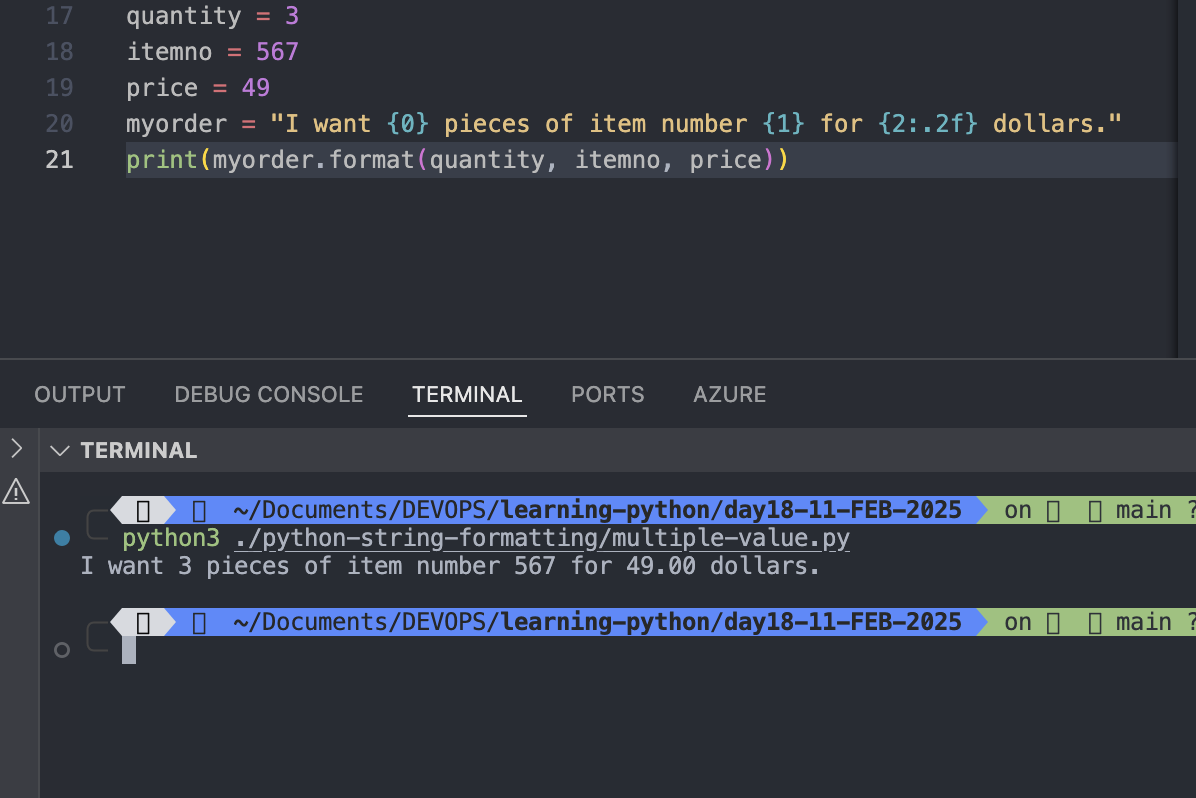 17 quantity = 3
18 itemno = 567
19 price = 49
20 myorder = "I want {0} pieces of item number {1} for {2:.2f} dollars."
21 print(myorder.format(quantity, itemno, price))
OUTPUT DEBUG CONSOLE TERMINAL PORTS AZURE
TERMINAL
~/Documents/DEVOPS/learning-python/day18-11-FEB-2025 on main ?
python3 ./python-string-formatting/multiple-value.py
I want 3 pieces of item number 567 for 49.00 dollars.
~/Documents/DEVOPS/learning-python/day18-11-FEB-2025 on main ?